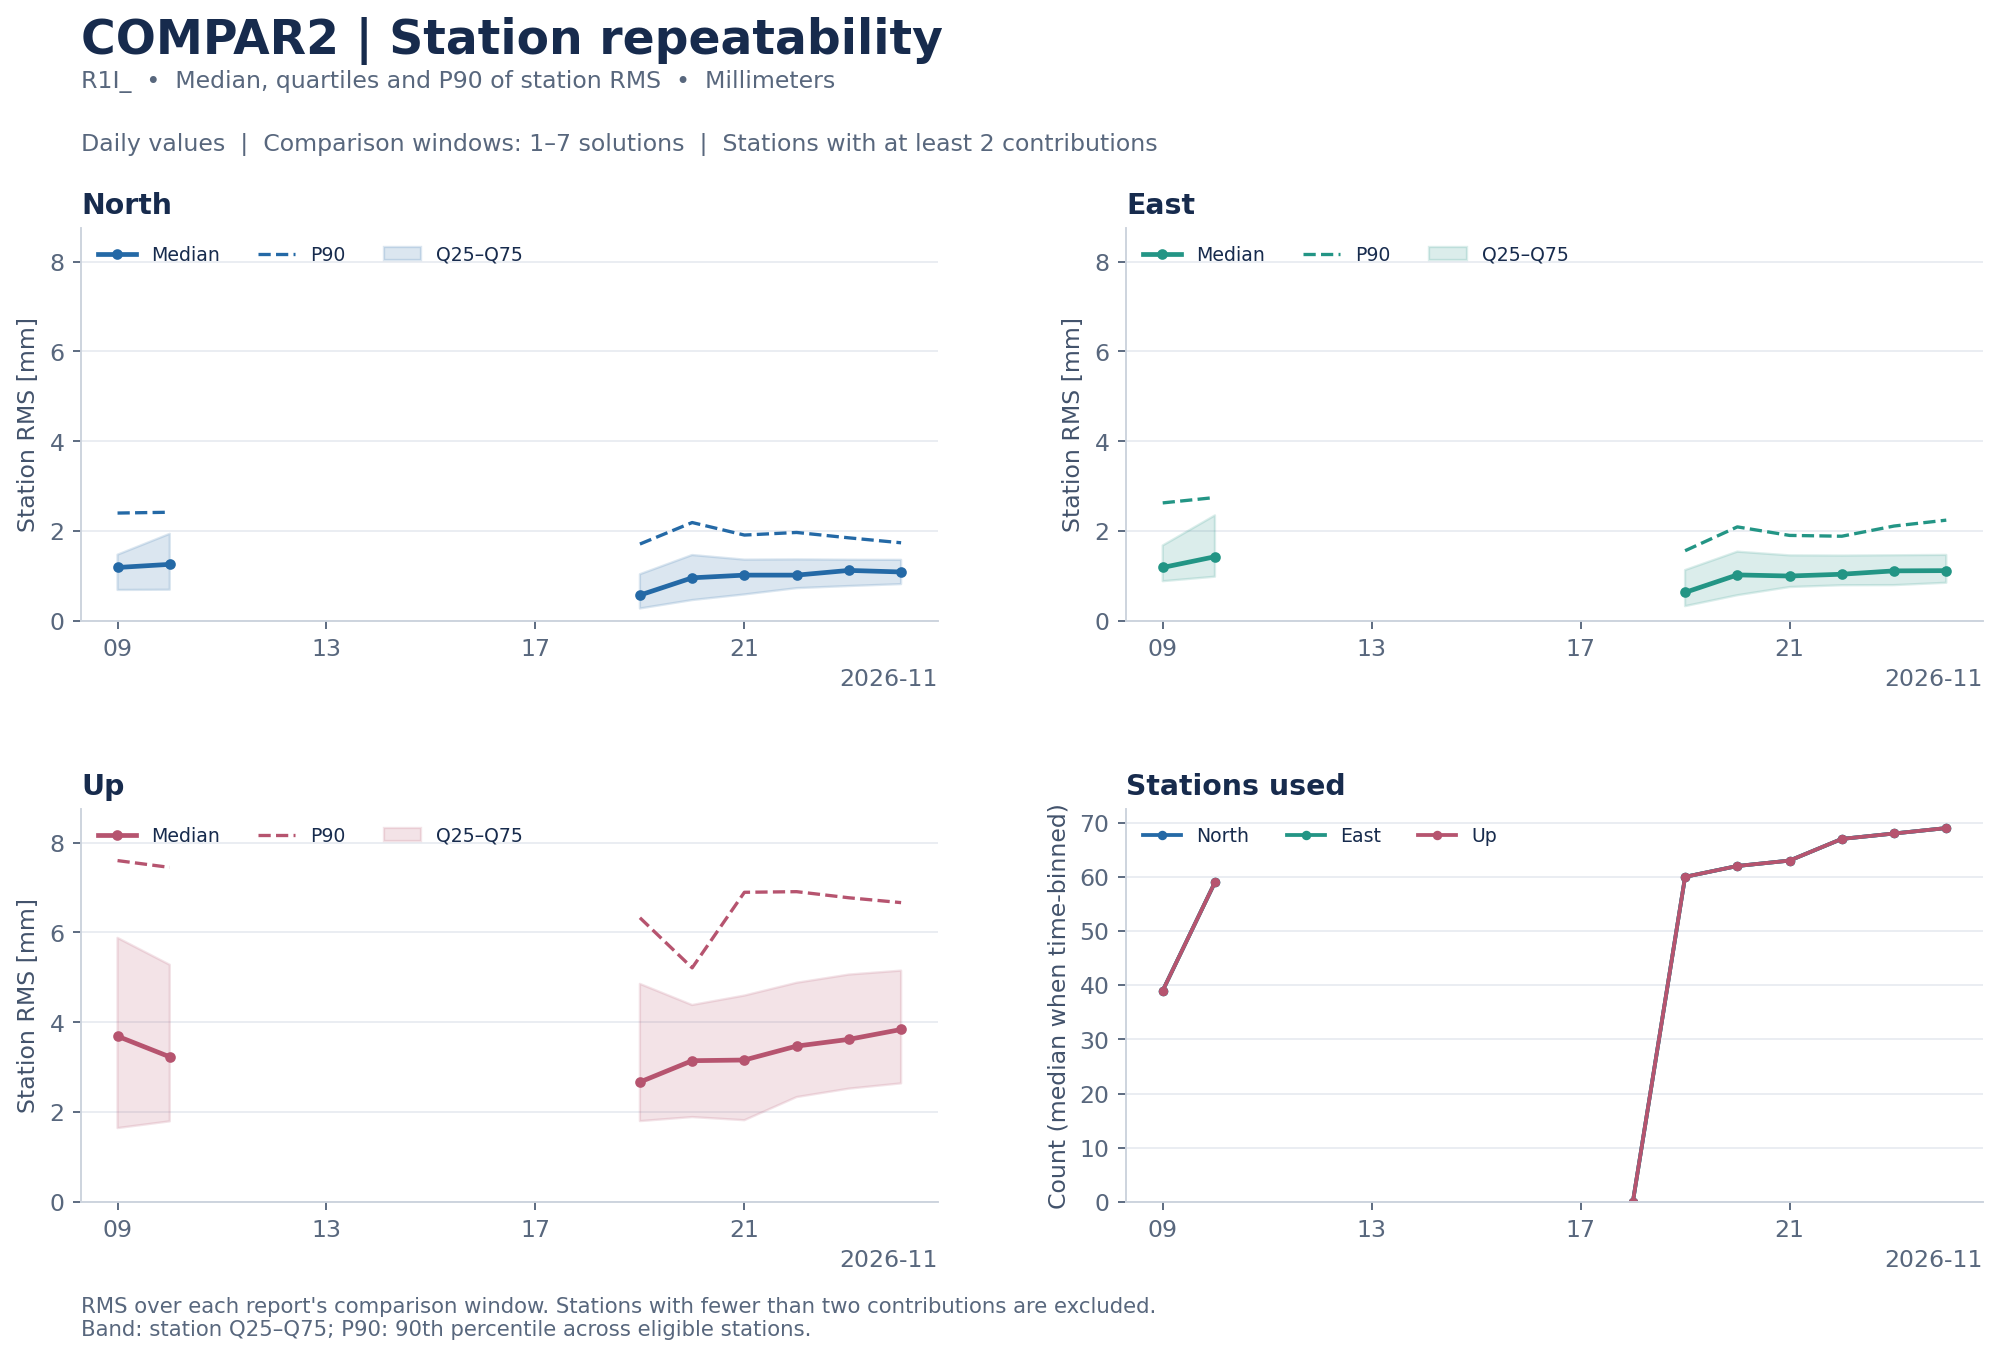 COMPAR2 | Station repeatability
R1I_ • Median, quartiles and P90 of station RMS • Millimeters
Daily values | Comparison windows: 1–7 solutions | Stations with at least 2 contributions
North
Median P90 Q25–Q75
Station RMS [mm]
8
6
4
2
0
09 13 17 21
2026-11
East
Median P90 Q25–Q75
Station RMS [mm]
8
6
4
2
0
09 13 17 21
2026-11
Up
Median P90 Q25–Q75
Station RMS [mm]
8
6
4
2
0
09 13 17 21
2026-11
Stations used
North East Up
Count (median when time-binned)
70
60
50
40
30
20
10
0
09 13 17 21
2026-11
RMS over each report's comparison window. Stations with fewer than two contributions are excluded.
Band: station Q25–Q75; P90: 90th percentile across eligible stations.